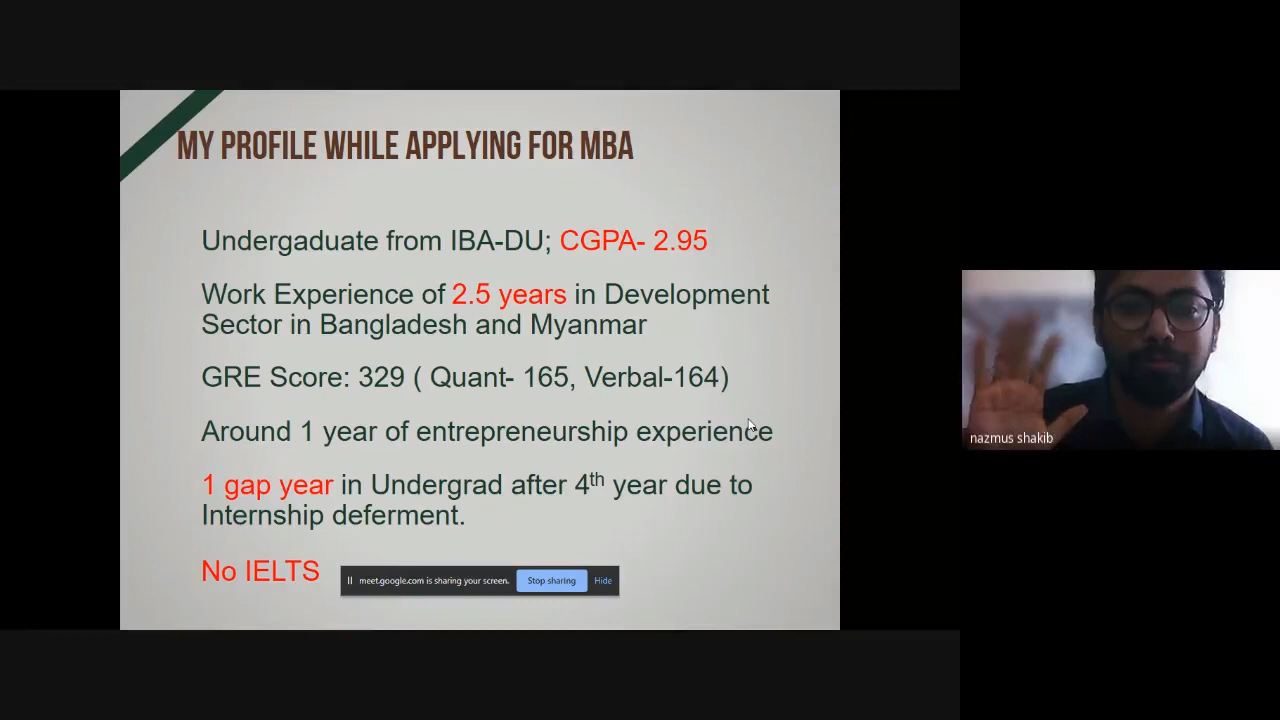 MY PROFILE WHILE APPLYING FOR MBA
Undergaduate from IBA-DU; CGPA- 2.95
Work Experience of 2.5 years in Development
Sector in Bangladesh and Myanmar
GRE Score: 329 ( Quant- 165, Verbal-164)
Around 1 year of entrepreneurship experience
1 gap year in Undergrad after 4th year due to
Internship deferment.
No IELTS
meet.google.com is sharing your screen. Stop sharing Hide
nazmus shakib